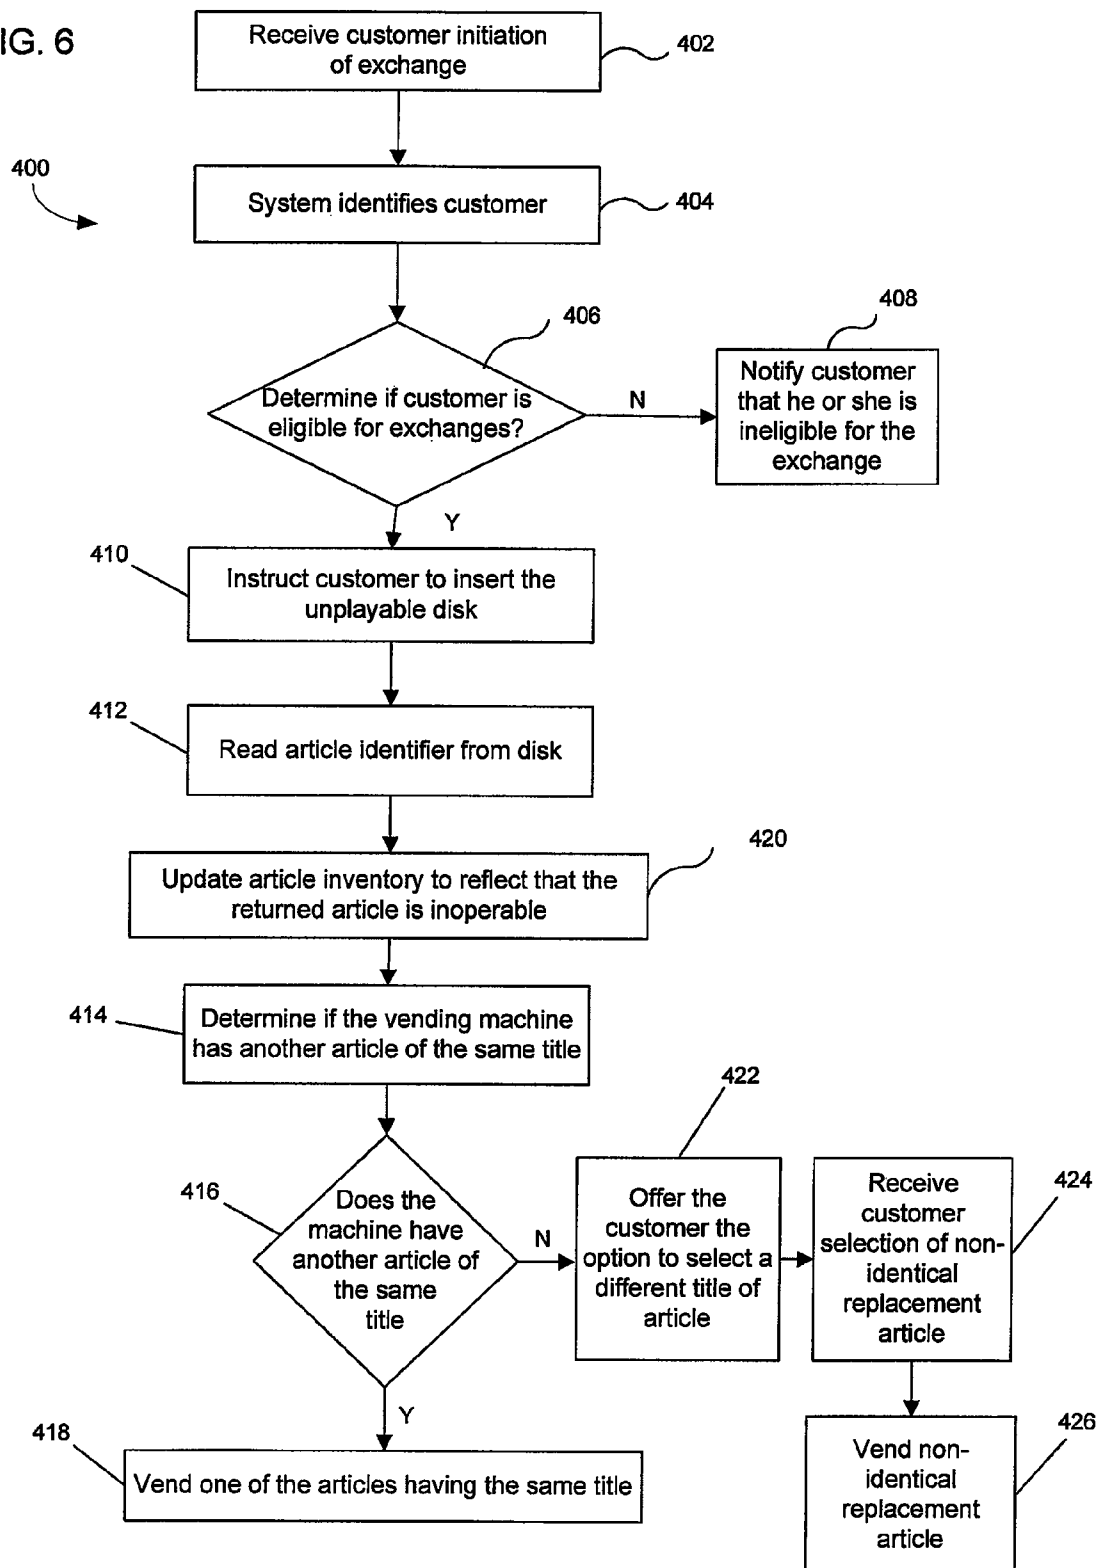 IG. 6
Receive customer initiation
of exchange
402
400
System identifies customer
404
406
408
Determine if customer is
eligible for exchanges?
N
Notify customer
that he or she is
ineligible for the
exchange
Y
410
Instruct customer to insert the
unplayable disk
412
Read article identifier from disk
420
Update article inventory to reflect that the
returned article is inoperable
414
Determine if the vending machine
has another article of the same title
422
416
Does the
machine have
another article of
the same
title
N
Offer the
customer the
option to select a
different title of
article
Receive
customer
selection of non-
identical
replacement
article
424
Y
418
Vend one of the articles having the same title
Vend non-
identical
replacement
article
426